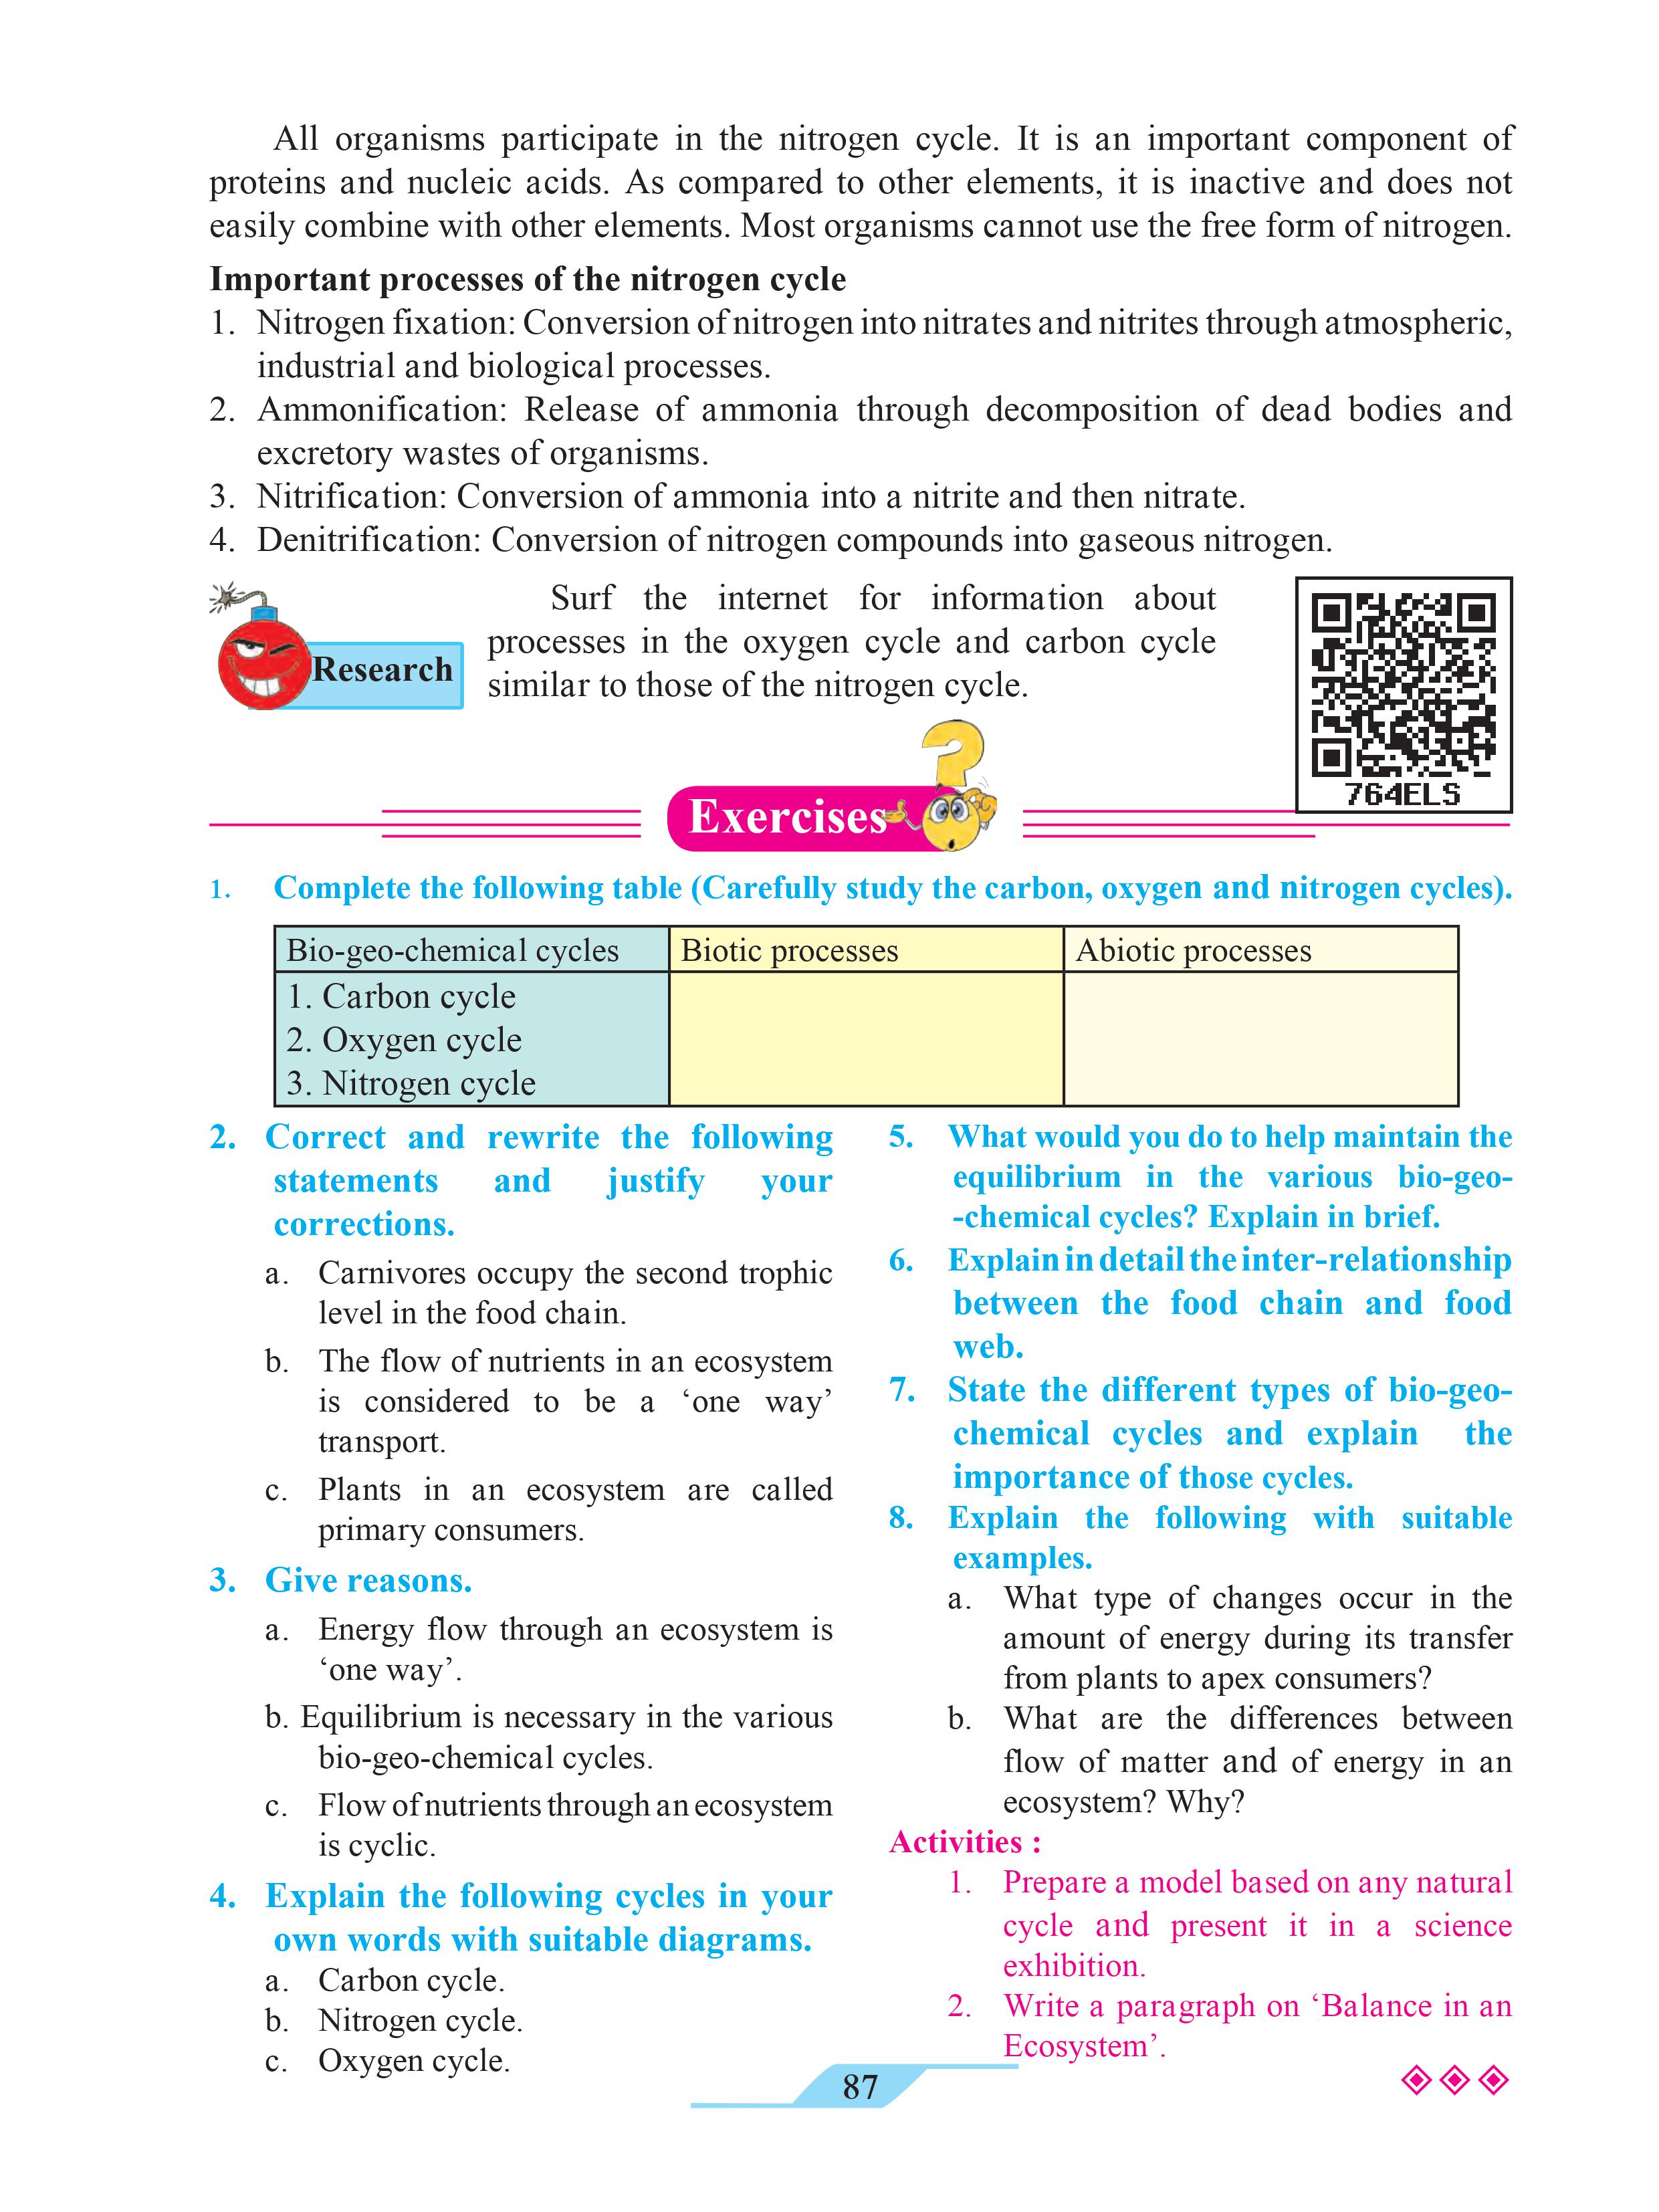 All organisms participate in the nitrogen cycle. It is an important component of
proteins and nucleic acids. As compared to other elements, it is inactive and does not
easily combine with other elements. Most organisms cannot use the free form of nitrogen.
Important processes of the nitrogen cycle
1. Nitrogen fixation: Conversion of nitrogen into nitrates and nitrites through atmospheric,
industrial and biological processes.
2. Ammonification: Release of ammonia through decomposition of dead bodies and
excretory wastes of organisms.
3. Nitrification: Conversion of ammonia into a nitrite and then nitrate.
4. Denitrification: Conversion of nitrogen compounds into gaseous nitrogen.
Research
Surf the internet for information about
processes in the oxygen cycle and carbon cycle
similar to those of the nitrogen cycle.
764ELS
Exercises
1. Complete the following table (Carefully study the carbon, oxygen and nitrogen cycles).
Bio-geo-chemical cycles Biotic processes Abiotic processes
1. Carbon cycle
2. Oxygen cycle
3. Nitrogen cycle
2. Correct and rewrite the following
statements and justify your
corrections.
a. Carnivores occupy the second trophic
level in the food chain.
b. The flow of nutrients in an ecosystem
is considered to be a ‘one way’
transport.
c. Plants in an ecosystem are called
primary consumers.
3. Give reasons.
a. Energy flow through an ecosystem is
‘one way’.
b. Equilibrium is necessary in the various
bio-geo-chemical cycles.
c. Flow of nutrients through an ecosystem
is cyclic.
4. Explain the following cycles in your
own words with suitable diagrams.
a. Carbon cycle.
b. Nitrogen cycle.
c. Oxygen cycle.
5. What would you do to help maintain the
equilibrium in the various bio-geo-
-chemical cycles? Explain in brief.
6. Explain in detail the inter-relationship
between the food chain and food
web.
7. State the different types of bio-geo-
chemical cycles and explain the
importance of those cycles.
8. Explain the following with suitable
examples.
a. What type of changes occur in the
amount of energy during its transfer
from plants to apex consumers?
b. What are the differences between
flow of matter and of energy in an
ecosystem? Why?
Activities :
1. Prepare a model based on any natural
cycle and present it in a science
exhibition.
2. Write a paragraph on ‘Balance in an
Ecosystem’.
87